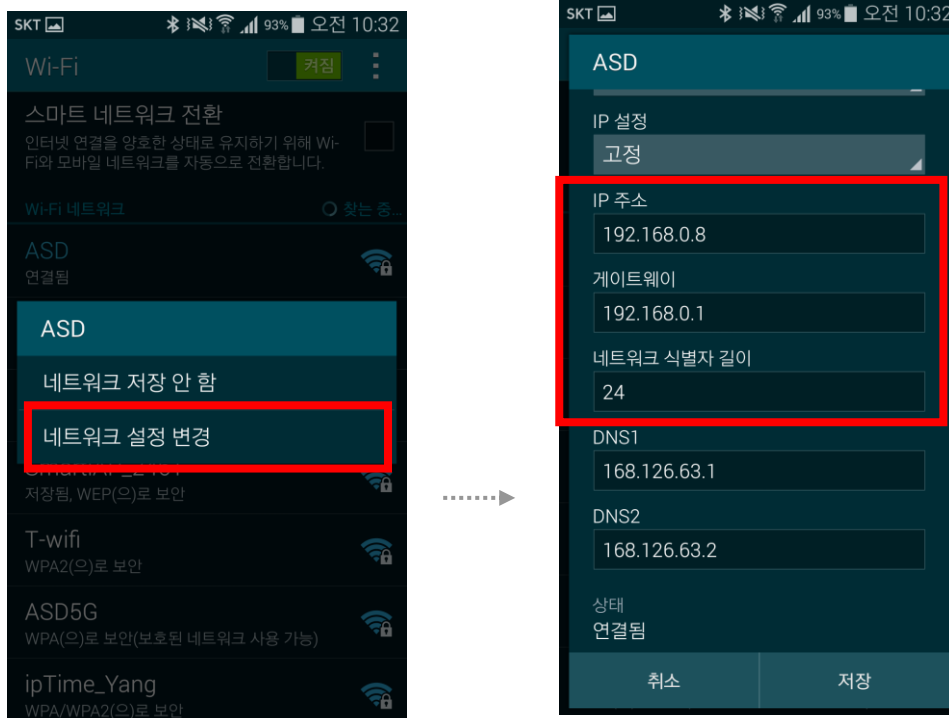 SKT 93% 오전 10:32
Wi-Fi 켜짐
스마트 네트워크 전환
인터넷 연결을 양호한 상태로 유지하기 위해 Wi-
Fi와 모바일 네트워크를 자동으로 전환합니다.
Wi-Fi 네트워크 찾는 중...
ASD
연결됨
ASD
네트워크 저장 안 함
네트워크 설정 변경
저장됨, WEP(으)로 보안
T-wifi
WPA2(으)로 보안
ASD5G
WPA(으)로 보안(보호된 네트워크 사용 가능)
ipTime_Yang
WPA/WPA2(으)로 보안
SKT 93% 오전 10:32
ASD
IP 설정
고정
IP 주소
192.168.0.8
게이트웨이
192.168.0.1
네트워크 식별자 길이
24
DNS1
168.126.63.1
DNS2
168.126.63.2
상태
연결됨
취소 저장